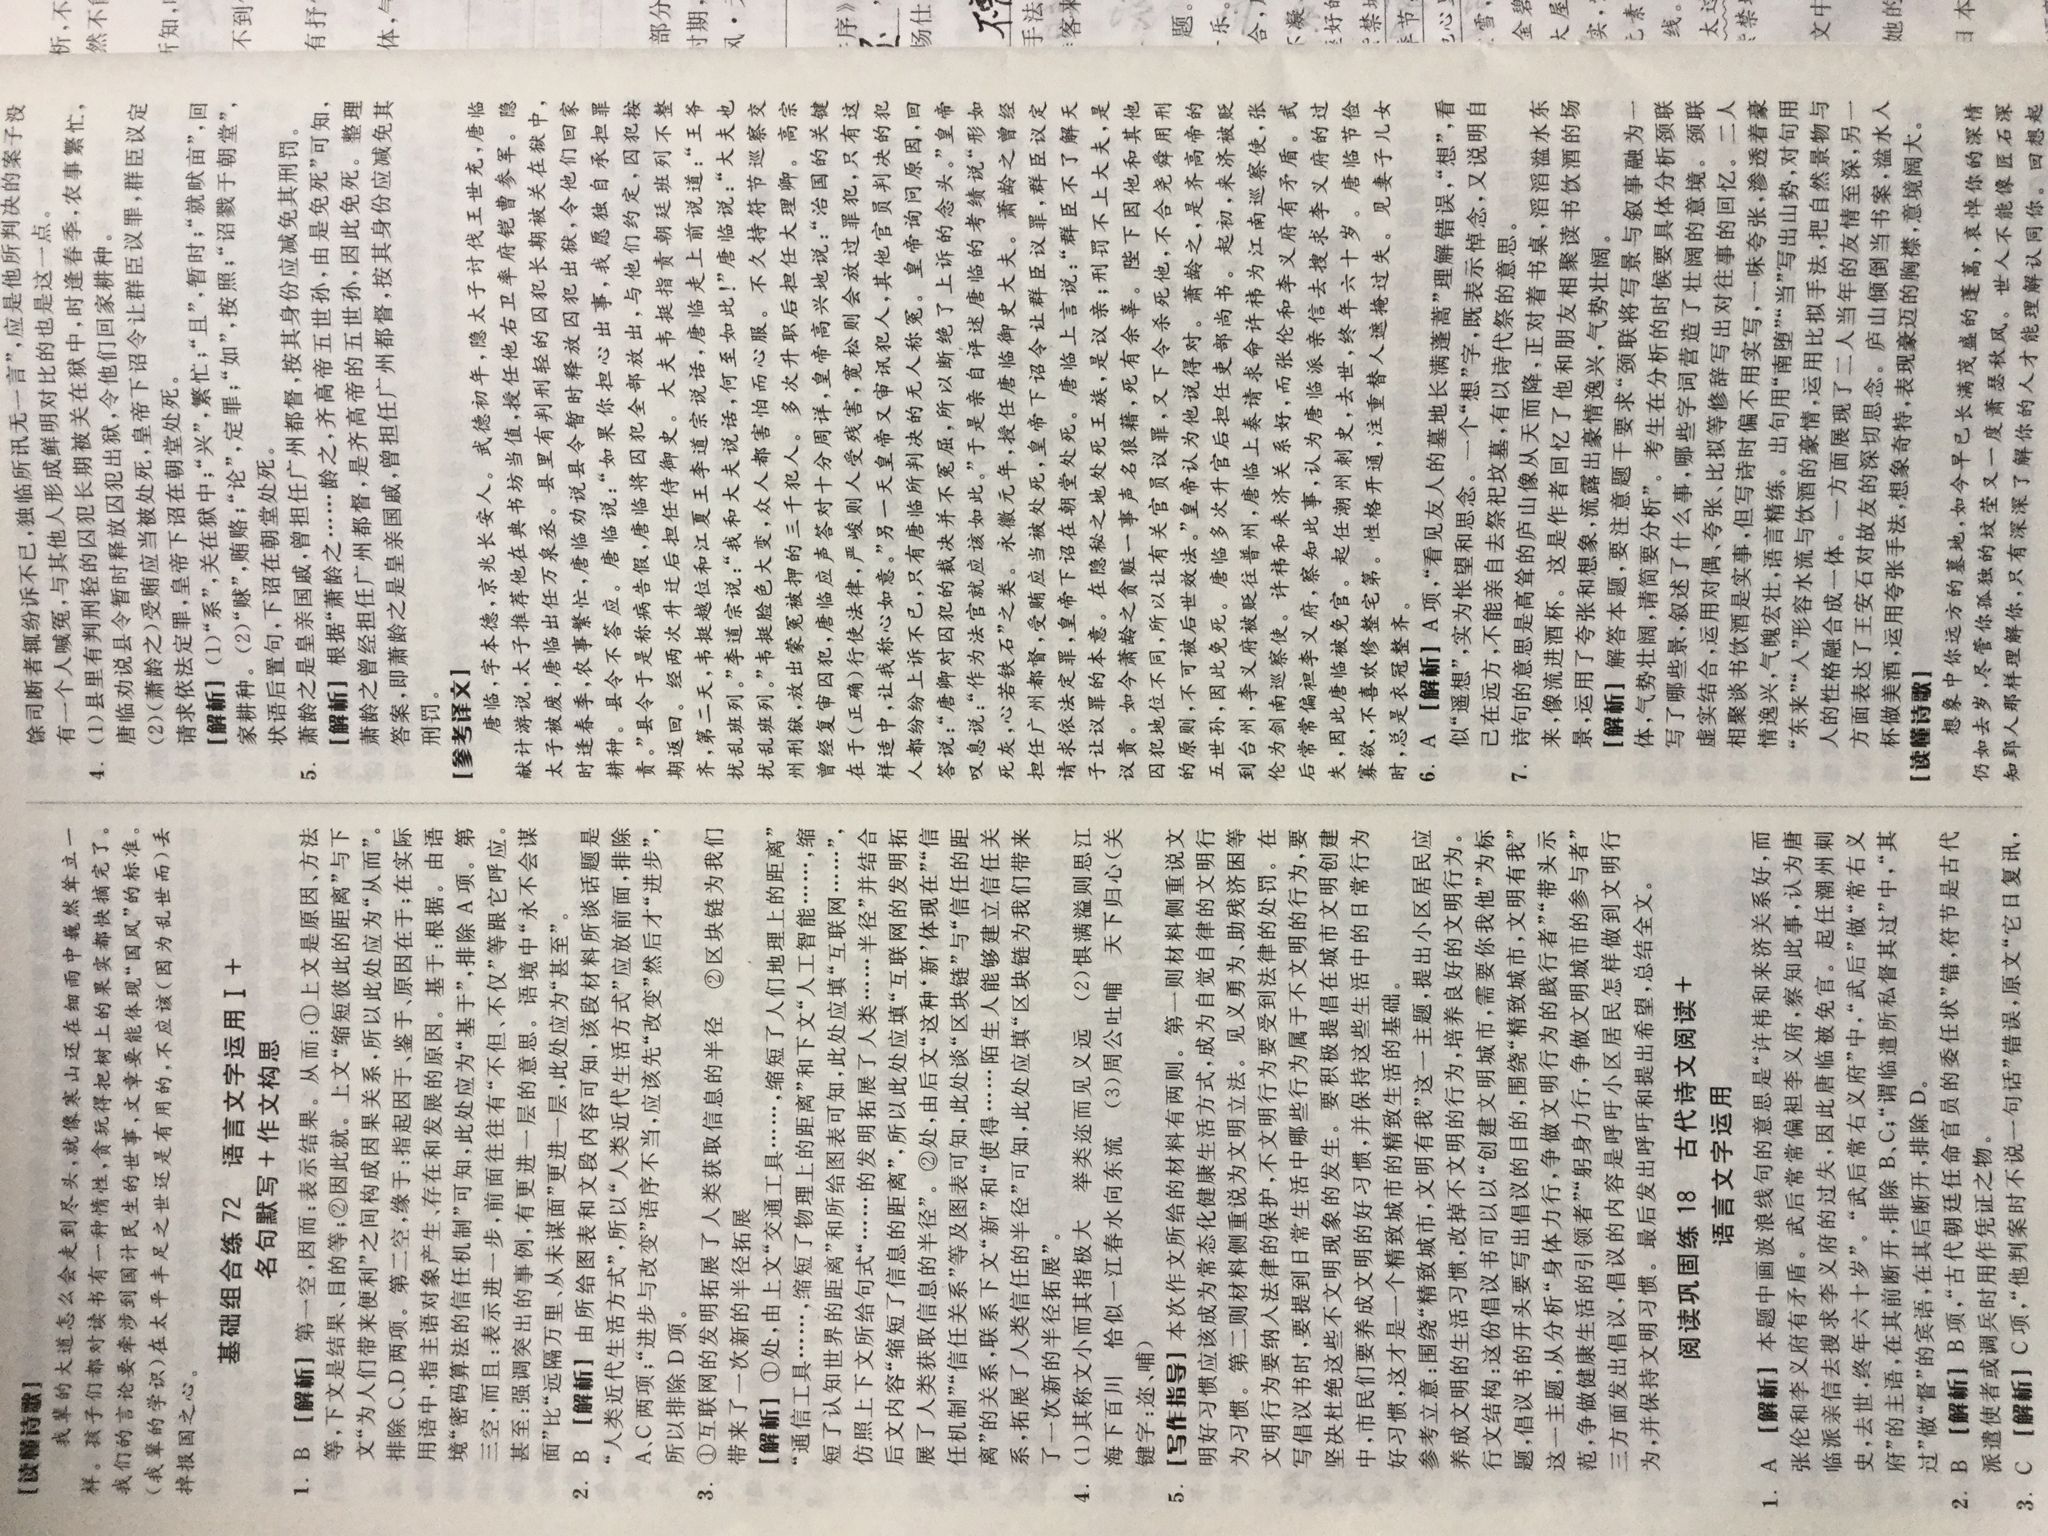 【读懂诗歌】
我辈的大道怎么会走到尽头,就像寒山还在细雨中巍然耸立一
样。孩子们都对读书有一种惰性,贪玩得把树上的果实都快摘完了。
我们的言论要牵涉到国计民生的世事,文章要能体现“国风”的标准。
(我辈的学识)在太平丰足之世还是有用的,不应该(因为乱世而)丢
掉报国之心。
基础组合练72 语言文字运用Ⅰ+
名句默写+作文构思
1. B 【解析】第一空,因而:表示结果。从而:①上文是原因、方法
等,下文是结果、目的等;②因此就。上文“缩短彼此的距离”与下
文“为人们带来便利”之间构成因果关系,所以此处应为“从而”。
排除C、D两项。第二空,缘于:指起因于、鉴于、原因在于;在实际
用语中,指主语对象产生、存在和发展的原因。基于:根据。由语
境“密码算法的信任机制”可知,此处应为“基于”,排除A项。第
三空,而且:表示进一步,前面往往有“不但、不仅”等跟它呼应。
甚至:强调突出的事例,有更进一层的意思。语境中“永不会谋
面”比“远隔万里、从未谋面”更进一层,此处应为“甚至”。
2. B 【解析】由所给图表和文段内容可知,该段材料所谈话题是
“人类近代生活方式”,所以“人类近代生活方式”应放前面,排除
A、C两项;“进步与改变”语序不当,应该先“改变”然后才“进步”,
所以排除D项。
3. ①互联网的发明拓展了人类获取信息的半径 ②区块链为我们
带来了一次新的半径拓展
【解析】①处,由上文“交通工具……,缩短了人们地理上的距离”
“通信工具……,缩短了物理上的距离”和下文“人工智能……,缩
短了认知世界的距离”和所给图表可知,此处应填“互联网……”,
仿照上下文所给句式“……的发明拓展了人类……半径”并结合
后文内容“缩短了信息的距离”,所以此处应填“互联网的发明拓
展了人类获取信息的半径”。②处,由后文“这种‘新’体现在”“信
任机制”“信任关系”等及图表可知,此处谈“区块链”与“信任的距
离”的关系,联系下文“新”和“使得……陌生人能够建立信任关
系,拓展了人类信任的半径”可知,此处应填“区块链为我们带来
了一次新的半径拓展”。
4. (1)其称文小而其指极大 举类迩而见义远 (2)惧满溢则思江
海下百川 恰似一江春水向东流 (3)周公吐哺 天下归心(关
键字:迩、哺)
5. 【写作指导】本次作文所给的材料有两则。第一则材料侧重说文
明好习惯应该成为常态化健康生活方式,成为自觉自律的文明行
为习惯。第二则材料侧重说为文明立法。见义勇为、助残济困等
文明行为要纳入法律的保护,不文明行为要受到法律的处罚。在
写倡议书时,要提到日常生活中哪些行为属于不文明的行为,要
坚决杜绝这些不文明现象的发生。要积极提倡在城市文明创建
中,市民们要养成文明的好习惯,并保持这些生活中的日常行为
好习惯,这才是一个精致城市的精致生活的基础。
参考立意:围绕“精致城市,文明有我”这一主题,提出小区居民应
养成文明的生活习惯,改掉不文明的行为,培养良好的文明行为。
行文结构:这份倡议书可以以“创建文明城市,需要你我他”为标
题,倡议书的开头要写出倡议的目的,围绕“精致城市,文明有我”
这一主题,从分析“身体力行,争做文明行为的践行者”“带头示
范,争做健康生活的引领者”“躬身力行,争做文明城市的参与者”
三方面发出倡议,倡议的内容是呼吁小区居民怎样做到文明行
为,并保持文明习惯。最后发出呼吁和提出希望,总结全文。
阅读巩固练18 古代诗文阅读+
语言文字运用
1. A 【解析】本题中画波浪线句的意思是“许祎和来济关系好,而
张伦和李义府有矛盾。武后常常偏袒李义府,察知此事,认为唐
临派亲信去搜求李义府的过失,因此唐临被免官。起任潮州刺
史,去世,终年六十岁”。“武后常右义府”中,“武后”做“常右义
府”的主语,在其前断开,排除B、C;“谓临遣所私督其过”中,“其
过”做“督”的宾语,在其后断开,排除D。
2. B 【解析】B项,“古代朝廷任命官员的委任状”错,符节是古代
派遣使者或调兵时用作凭证之物。
3. C 【解析】C项,“他判案时不说一句话”错误,原文“它日复讯,
馀司断者辄纷诉不已,独临所讯无一言”,应是他所判决的案子没
有一个人喊冤,与其他人形成鲜明对比的也是这一点。
4. (1)县里有判刑轻的囚犯长期被关在狱中,时逢春季,农事繁忙,
唐临劝说县令暂时释放囚犯出狱,令他们回家耕种。
(2)(萧龄之)受贿应当被处死,皇帝下诏令让群臣议罪,群臣议定
请求依法定罪,皇帝下诏在朝堂处死。
【解析】(1)“系”,关在狱中;“兴”,繁忙;“且”,暂时;“就畎亩”,回
家耕种。(2)“赇”,贿赂;“论”,定罪;“如”,按照;“诏戮于朝堂”,
状语后置句,下诏在朝堂处死。
5. 萧龄之是皇亲国戚,曾担任广州都督,按其身份应减免其刑罚。
【解析】根据“萧龄之……龄之,齐高帝五世孙,由是免死”可知,
萧龄之曾经担任广州都督,是齐高帝的五世孙,因此免死。整理
答案,即萧龄之是皇亲国戚,曾担任广州都督,按其身份应减免其
刑罚。
【参考译文】
唐临,字本德,京兆长安人。武德初年,隐太子讨伐王世充,唐临
献计游说,太子推荐他在典书坊当值,授任他右卫率府铠曹参军。隐
太子被废,唐临出任万泉丞。县里有判刑轻的囚犯长期被关在狱中,
时逢春季,农事繁忙,唐临劝说县令暂时释放囚犯出狱,令他们回家
耕种。县令不答应。唐临说:“如果你担心出事,我愿独自承担罪
责。”县令于是称病告假,唐临将囚犯全部放出,与他们约定,囚犯按
期返回。经两次升迁后担任侍御史。大夫韦挺指责朝廷班列不整
齐,第二天,韦挺越位和江夏王李道宗说话,唐临走上前说道:“王爷
扰乱班列。”李道宗说:“我和大夫说话,何至如此!”唐临说:“大夫也
扰乱班列。”韦挺脸色大变,众人都害怕而心服。不久持符节巡察交
州刑狱,放出蒙冤被押的三千犯人。多次升职后担任大理卿。高宗
曾经复审囚犯,唐临应声答对十分周详,皇帝高兴地说:“治国的关键
在于(正确)行使法律,严峻则人受残害,宽松则会放过罪犯,只有这
样适中,让我称心如意。”另一天皇帝又审讯犯人,其他官员判决的犯
人都纷纷上诉不已,只有唐临所判决的无人称冤。皇帝询问原因,回
答说:“唐卿对囚犯的裁决并不冤屈,所以断绝了上诉的念头。”皇帝
叹息说:“作为法官就应该如此。”于是亲自评述唐临的考绩说“形如
死灰,心若铁石”之类。永徽元年,授任唐临御史大夫。萧龄之曾经
担任广州都督,受贿应当被处死,皇帝下诏令让群臣议罪,群臣议定
请求依法定罪,皇帝下诏在朝堂处死。唐临上言说:“群臣不了解天
子让议罪的本意。在隐秘之地处死王族,是议亲;刑罚不上大夫,是
议贵。如今萧龄之贪赃一事声名狼藉,死有余辜。陛下因他和其他
囚犯地位不同,所以让有关官员议罪,又下令杀死他,不合尧舜用刑
的原则,不可被后世效法。”皇帝认为他说得对。萧龄之,是齐高帝的
五世孙,因此免死。唐临多次升官后担任吏部尚书。起初,来济被贬
到台州,李义府被贬往普州,唐临上奏请求命许祎为江南巡察使,张
伦为剑南巡察使。许祎和来济关系好,而张伦和李义府有矛盾。武
后常常偏袒李义府,察知此事,认为唐临派亲信去搜求李义府的过
失,因此唐临被免官。起任潮州刺史,去世,终年六十岁。唐临节俭
寡欲,不喜欢修整宅第。性格开通,注重替人遮掩过失。见妻子儿女
时,总是衣冠整齐。
6. A 【解析】A项,“看见友人的墓地长满蓬蒿”理解错误,“想”,看
似“遥想”,实为怅望和思念。一个“想”字,既表示悼念,又说明自
己在远方,不能亲自去祭祀坟墓,有以诗代祭的意思。
7. 诗句的意思是高耸的庐山像从天而降,正对着书桌,滔滔湓水东
来,像流进酒杯。这是作者回忆了他和朋友相聚读书饮酒的场
景,运用了夸张和想象,流露出豪情逸兴,气势壮阔。
【解析】解答本题,要注意题干要求“颈联将写景与叙事融为一
体,气势壮阔,请简要分析”。考生在分析的时候要具体分析颈联
写了哪些景,叙述了什么事,哪些字词营造了壮阔的意境。颈联
虚实结合,运用对偶、夸张、比拟等修辞写出对往事的回忆。二人
相聚谈书饮酒是实事,但写诗时偏不用实写,一味夸张,渗透着豪
情逸兴,气魄宏壮,语言精练。出句用“南堕”“当”写出山势,对句用
“东来”“入”形容水流与饮酒的豪情,运用比拟手法,把自然景物与
人的性格融合成一体。一方面展现了二人当年的友情至深,另一
方面表达了王安石对故友的深切思念。庐山倾倒当书案,湓水入
杯做美酒,运用夸张手法,想象奇特,表现豪迈的胸襟,意境阔大。
【读懂诗歌】
想象中你远方的墓地,如今早已长满茂盛的蓬蒿,哀悼你的深情
仍如去岁,尽管你孤独的坟茔又一度萧瑟秋风。世人不能像匠石深
知郢人那样理解你,只有深深了解你的人才能理解认同你。回想起